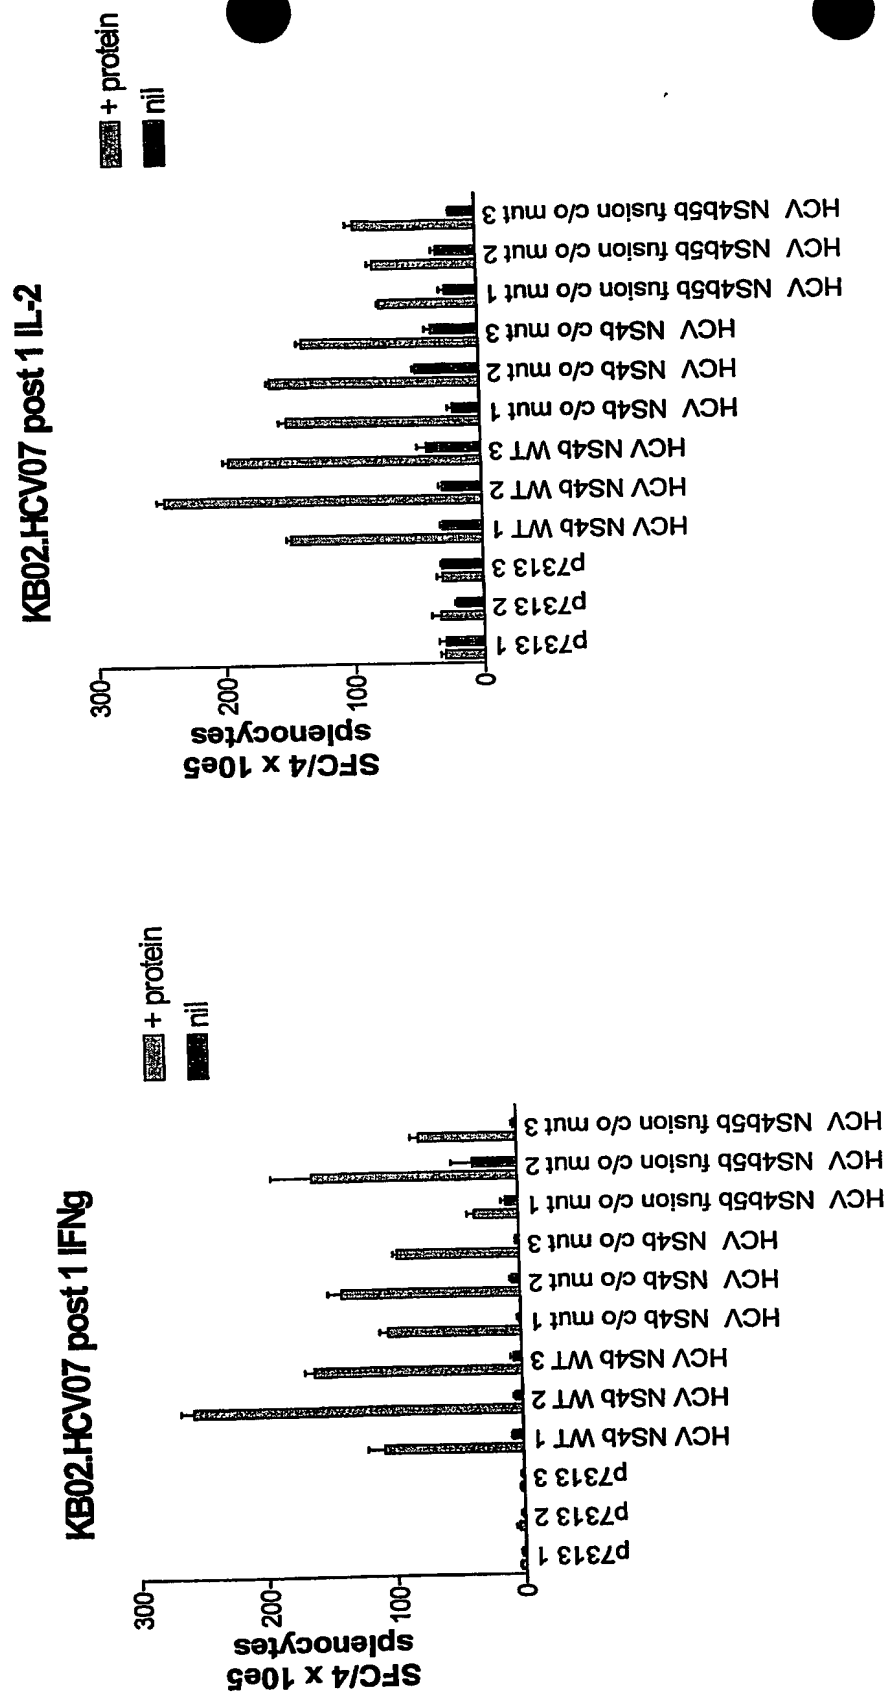 KB02.HCV07 post 1 IFNg
+ protein
nil
SFC/4 x 10e5
splenocytes
300
200
100
0
p7313 1
p7313 2
p7313 3
HCV NS4b WT 1
HCV NS4b WT 2
HCV NS4b WT 3
HCV NS4b c/o mut 1
HCV NS4b c/o mut 2
HCV NS4b c/o mut 3
HCV NS4b5b fusion c/o mut 1
HCV NS4b5b fusion c/o mut 2
HCV NS4b5b fusion c/o mut 3
KB02.HCV07 post 1 IL-2
+ protein
nil
SFC/4 x 10e5
splenocytes
300
200
100
0
p7313 1
p7313 2
p7313 3
HCV NS4b WT 1
HCV NS4b WT 2
HCV NS4b WT 3
HCV NS4b c/o mut 1
HCV NS4b c/o mut 2
HCV NS4b c/o mut 3
HCV NS4b5b fusion c/o mut 1
HCV NS4b5b fusion c/o mut 2
HCV NS4b5b fusion c/o mut 3